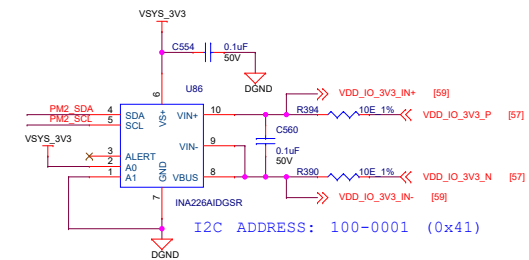 VSYS_3V3
C554
0.1uF
50V
DGND
U86
VDD_IO_3V3_IN+ [59]
PM2_SDA
PM2_SCL
4 SDA
5 SCL
6
VS+
VIN+ 10
R394
10E_1%
VDD_IO_3V3_P [57]
VSYS_3V3
C560
0.1uF
50V
VIN- 9
3 ALERT
2 A0
1 A1
GND
7
VBUS 8
R390
10E_1%
VDD_IO_3V3_N [57]
INA226AIDGSR
VDD_IO_3V3_IN- [59]
I2C ADDRESS: 100-0001 (0x41)
DGND